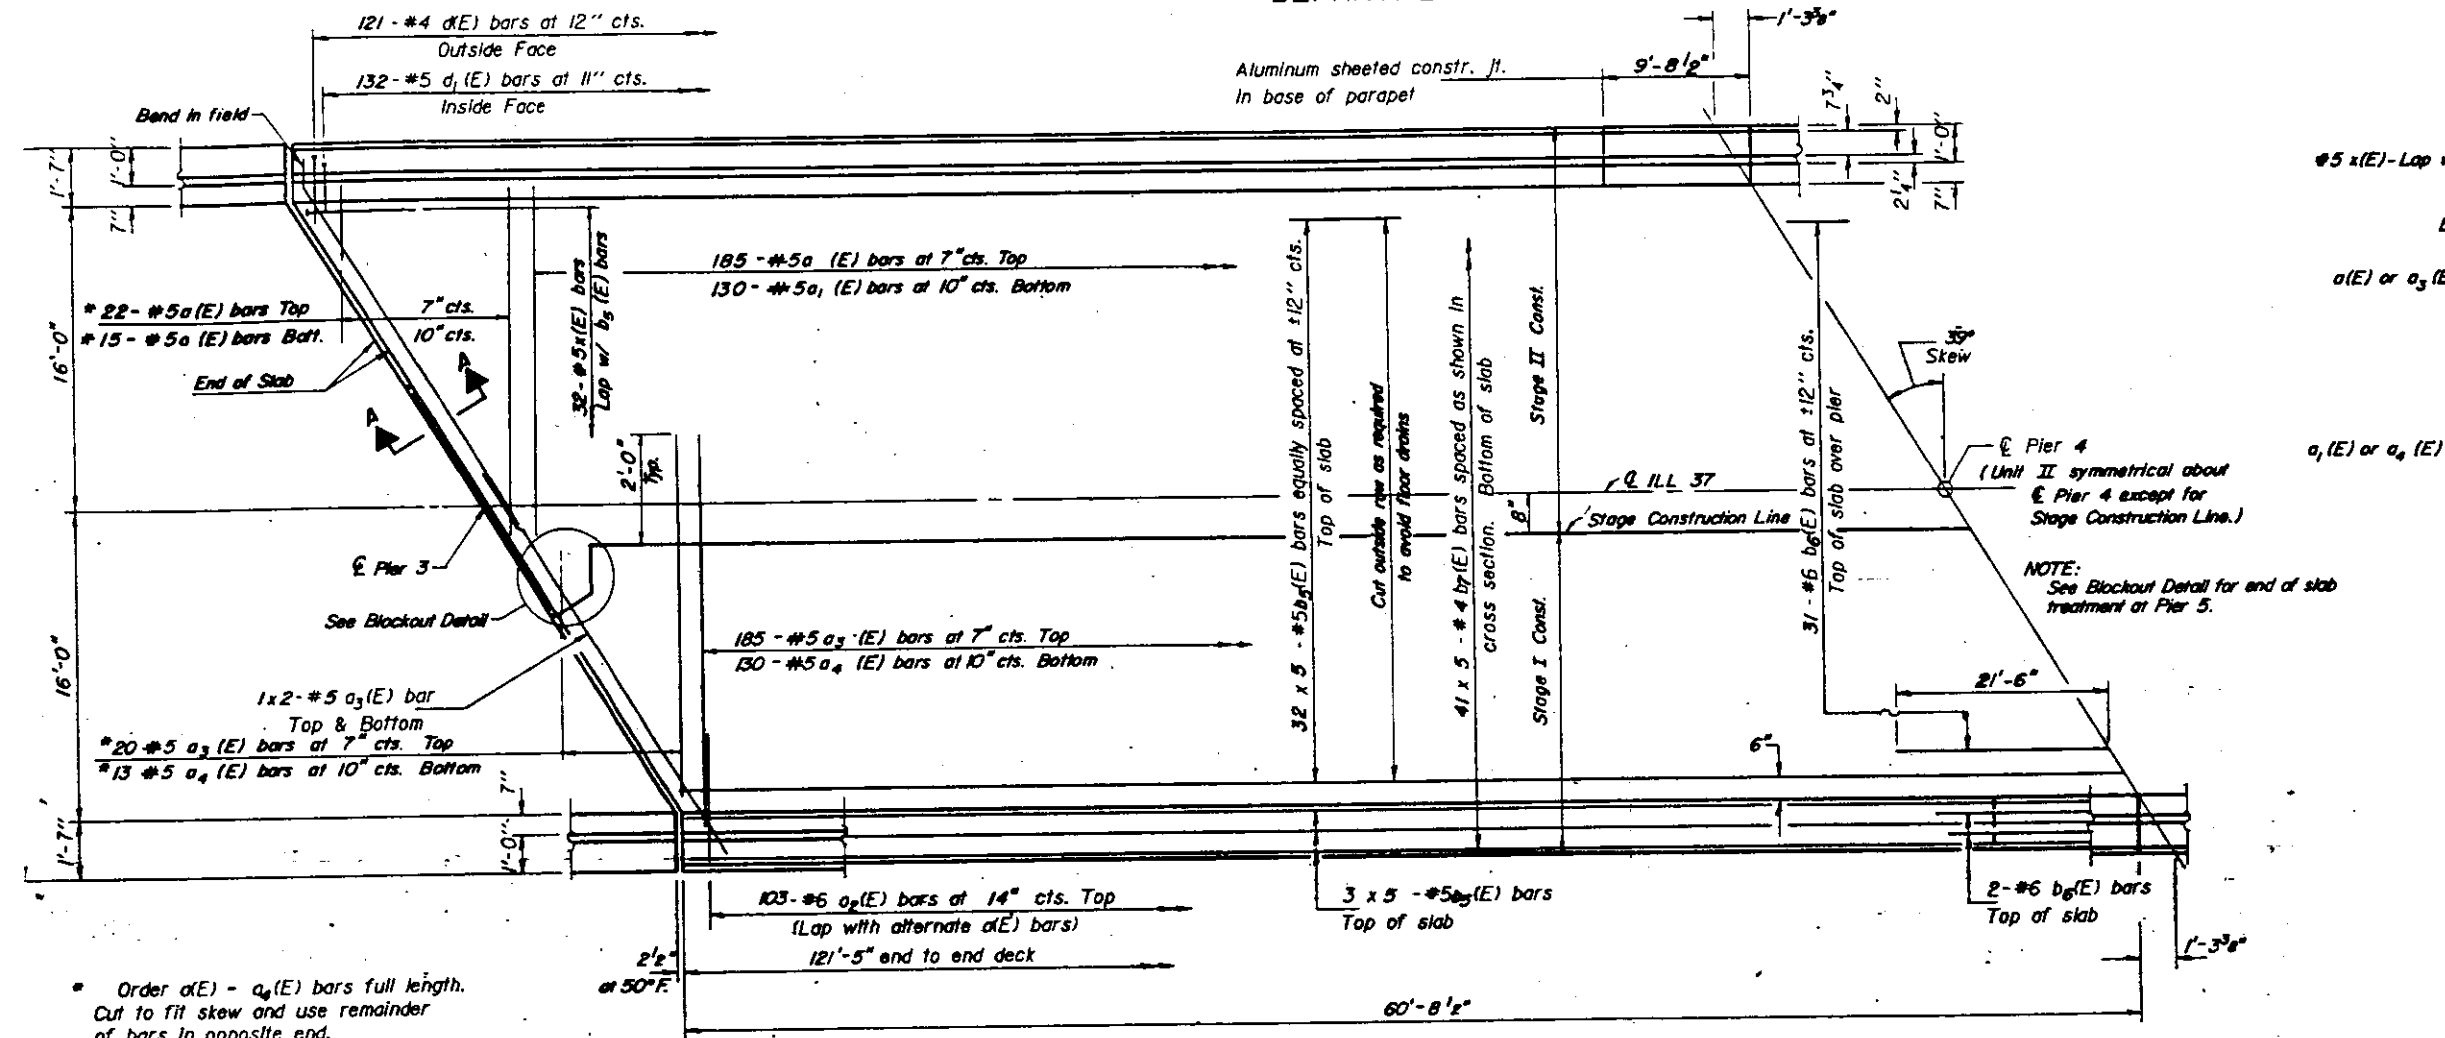 121 - #4 d(E) bars at 12" cts.
Outside Face
132 - #5 d₁(E) bars at 11" cts.
Inside Face
Bend in field
Aluminum sheeted constr. jt.
in base of parapet
9'-8 1/2"
1'-3 3/8"
7 3/4"
2"
1'-0"
2 1/4"
7"
1'-7"
1'-0"
7"
16'-0"
16'-0"
1'-7"
#5 x(E) - Lap
a(E) or a₃
a₁(E) or a₄ (E)
185 - #5a (E) bars at 7" cts. Top
130 - #5a₁ (E) bars at 10" cts. Bottom
* 22 - #5a(E) bars Top
7" cts.
* 15 - #5a (E) bars Bott.
10" cts.
End of Slab
A
A
32 - #5x(E) bars
Lap w/ b₅(E) bars
2'-0"
Typ.
32 x 5 - #5b₅(E) bars equally spaced at ±12" cts.
Top of slab
Cut outside row as required
to avoid floor drains
41 x 5 - #4 b₇(E) bars spaced as shown in
cross section. Bottom of slab
Stage II Const.
Stage I Const.
31 - #6 b₆(E) bars at ±12" cts.
Top of slab over pier
39°
Skew
℄ Pier 4
(Unit II symmetrical about
℄ Pier 4 except for
Stage Construction Line.)
℄ ILL 37
8"
Stage Construction Line
NOTE:
See Blockout Detail for end of slab
treatment at Pier 5.
℄ Pier 3
See Blockout Detail
185 - #5 a₃ (E) bars at 7" cts. Top
130 - #5 a₄ (E) bars at 10" cts. Bottom
1x2 - #5 a₃(E) bar
Top & Bottom
*20 #5 a₃ (E) bars at 7" cts. Top
*13 #5 a₄ (E) bars at 10" cts. Bottom
7"
1'-0"
21'-6"
6"
103 - #6 a₂(E) bars at 14" cts. Top
(Lap with alternate a(E) bars)
3 x 5 - #5b₅(E) bars
Top of slab
2 - #6 b₆(E) bars
Top of slab
1'-3 3/8"
2 1/2"
at 50°F.
121'-5" end to end deck
60'-8 1/2"
* Order a(E) - a₄(E) bars full length.
Cut to fit skew and use remainder
of bars in opposite end.